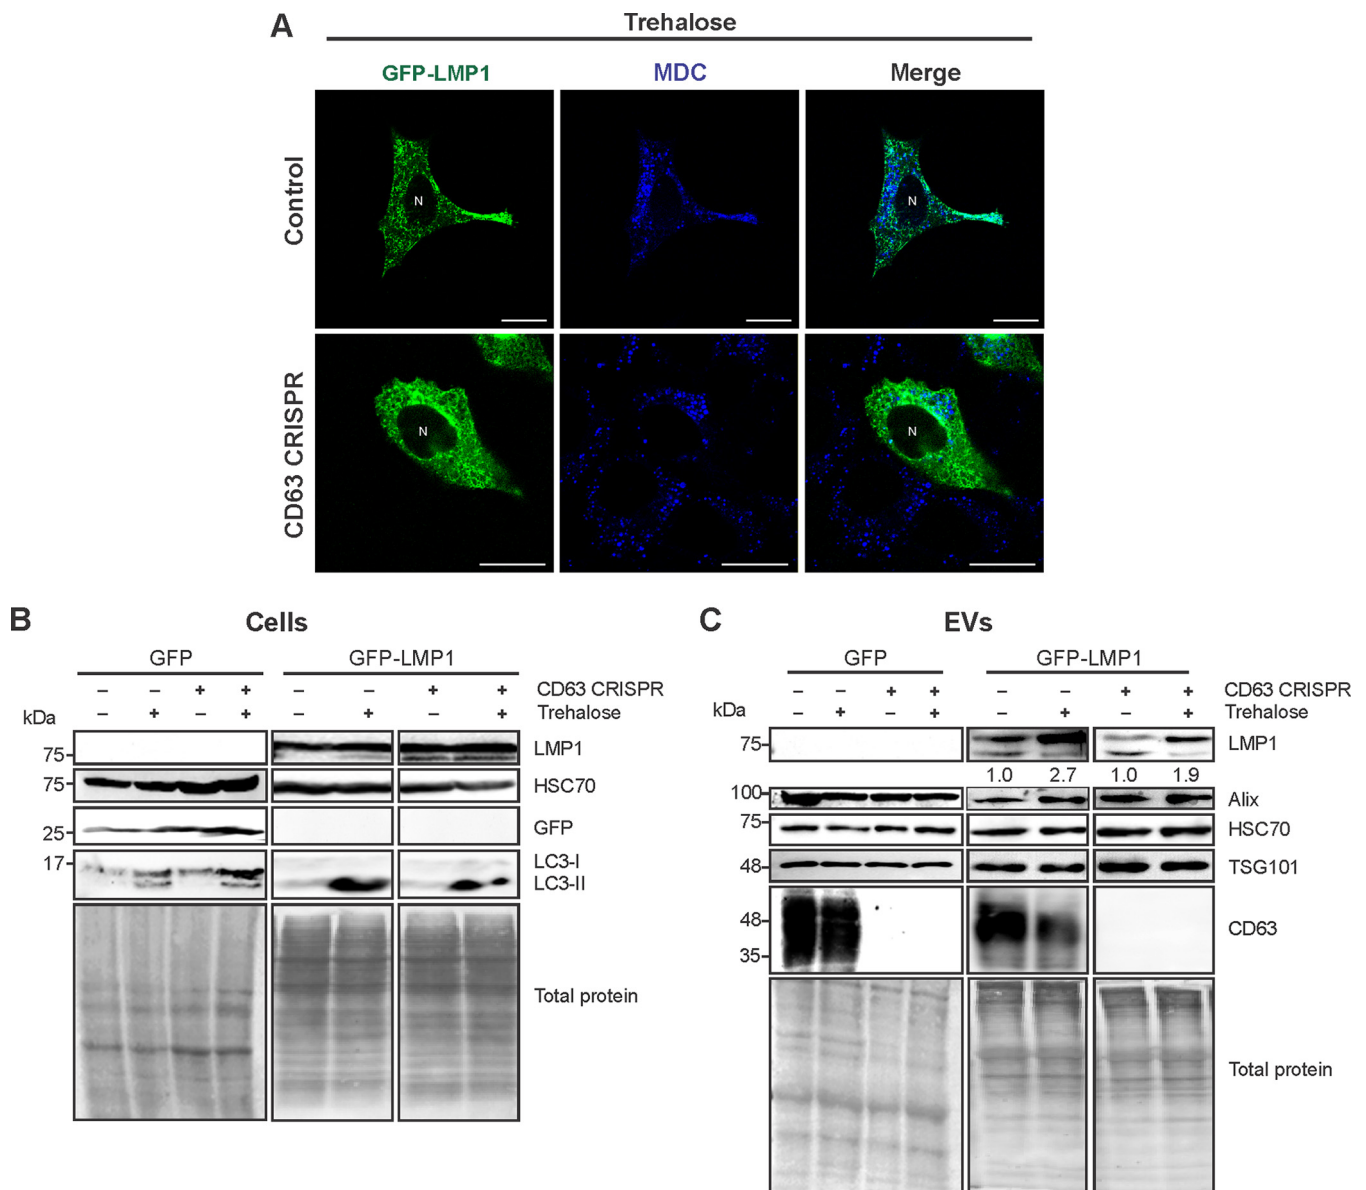 A
Trehalose
GFP-LMP1 MDC Merge
Control
N N
CD63 CRISPR
N N
B Cells
GFP GFP-LMP1
– – + + – – + + CD63 CRISPR
– + – + – + – + Trehalose
kDa
75 LMP1
75 HSC70
25 GFP
17 LC3-I
LC3-II
Total protein
C EVs
GFP GFP-LMP1
– – + + – – + + CD63 CRISPR
– + – + – + – + Trehalose
kDa
75 LMP1
1.0 2.7 1.0 1.9
100 Alix
75 HSC70
48 TSG101
48 CD63
35
Total protein